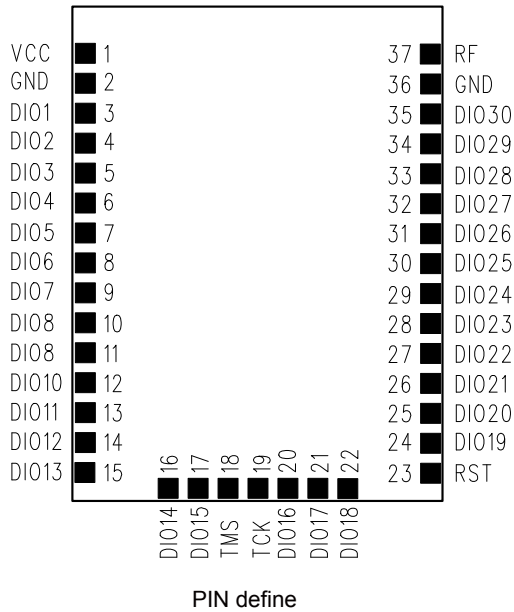 VCC 1 37 RF
GND 2 36 GND
DIO1 3 35 DIO30
DIO2 4 34 DIO29
DIO3 5 33 DIO28
DIO4 6 32 DIO27
DIO5 7 31 DIO26
DIO6 8 30 DIO25
DIO7 9 29 DIO24
DIO8 10 28 DIO23
DIO8 11 27 DIO22
DIO10 12 26 DIO21
DIO11 13 25 DIO20
DIO12 14 24 DIO19
DIO13 15 23 RST
16 17 18 19 20 21 22
DIO14 DIO15 TMS TCK DIO16 DIO17 DIO18
PIN define